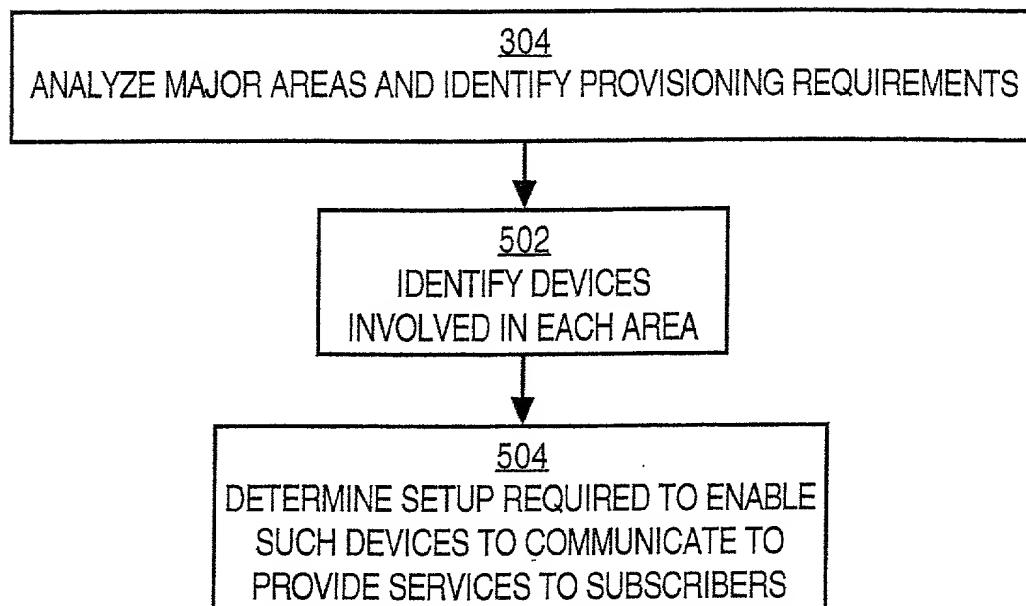 304
ANALYZE MAJOR AREAS AND IDENTIFY PROVISIONING REQUIREMENTS
502
IDENTIFY DEVICES
INVOLVED IN EACH AREA
504
DETERMINE SETUP REQUIRED TO ENABLE
SUCH DEVICES TO COMMUNICATE TO
PROVIDE SERVICES TO SUBSCRIBERS